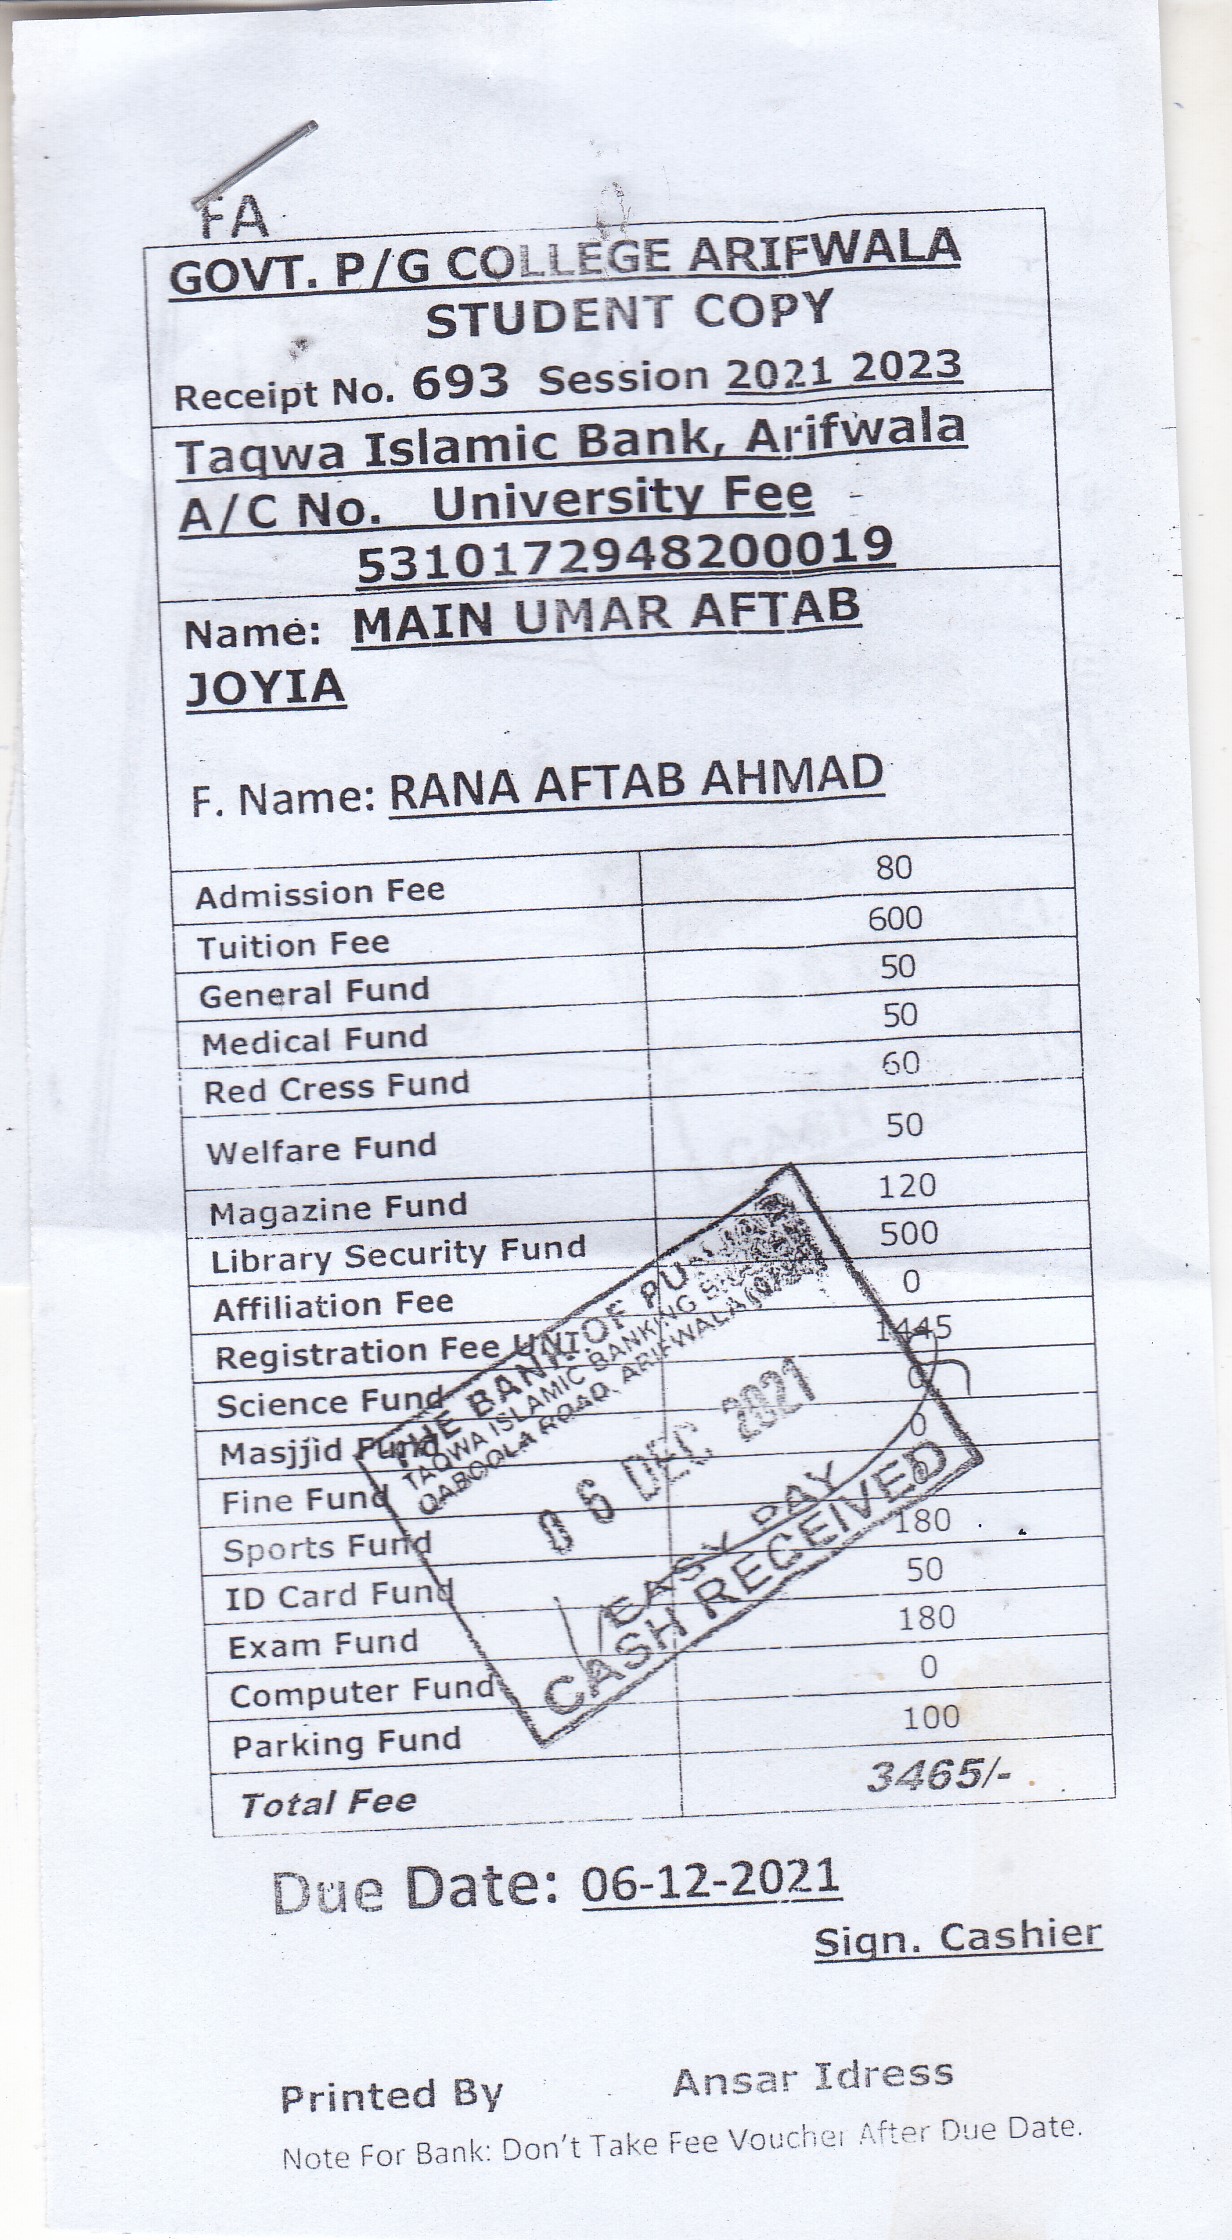 FA
GOVT. P/G COLLEGE ARIFWALA
STUDENT COPY
Receipt No. 693 Session 2021 2023
Taqwa Islamic Bank, Arifwala
A/C No. University Fee -
5310172948200019
Name: MAIN UMAR AFTAB
JOYIA
F. Name: RANA AFTAB AHMAD
Admission Fee 80
Tuition Fee 600
General Fund 50
Medical Fund 50
Red Cress Fund 60
Welfare Fund 50
Magazine Fund 120
Library Security Fund 500
Affiliation Fee 0
Registration Fee UNI 1445
Science Fund 0
Masjjid Fund 0
Fine Fund 0
Sports Fund 180
ID Card Fund 50
Exam Fund 180
Computer Fund 0
Parking Fund 100
Total Fee 3465/-
THE BANK OF
TAQWA ISLAMIC BANKING
QABOOLA ROAD, ARIFWALA
06 DEC 2021
EASY PAY
CASH RECEIVED
Due Date: 06-12-2021
Sign. Cashier
Printed By Ansar Idress
Note For Bank: Don't Take Fee Voucher After Due Date.